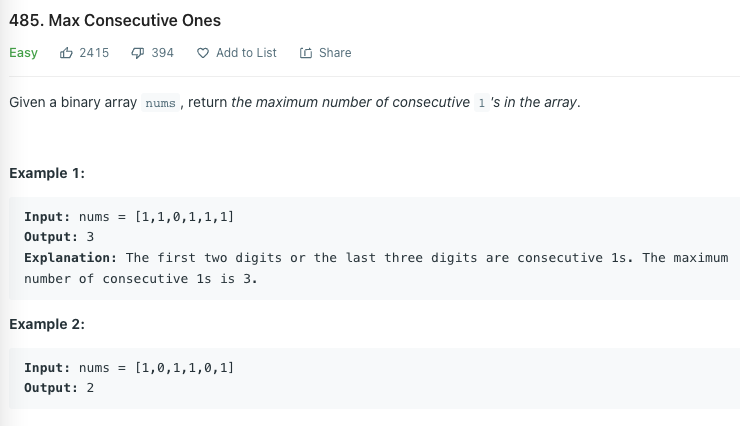 485. Max Consecutive Ones
Easy 2415 394 Add to List Share
Given a binary array nums, return the maximum number of consecutive 1 's in the array.
Example 1:
Input: nums = [1,1,0,1,1,1]
Output: 3
Explanation: The first two digits or the last three digits are consecutive 1s. The maximum
number of consecutive 1s is 3.
Example 2:
Input: nums = [1,0,1,1,0,1]
Output: 2